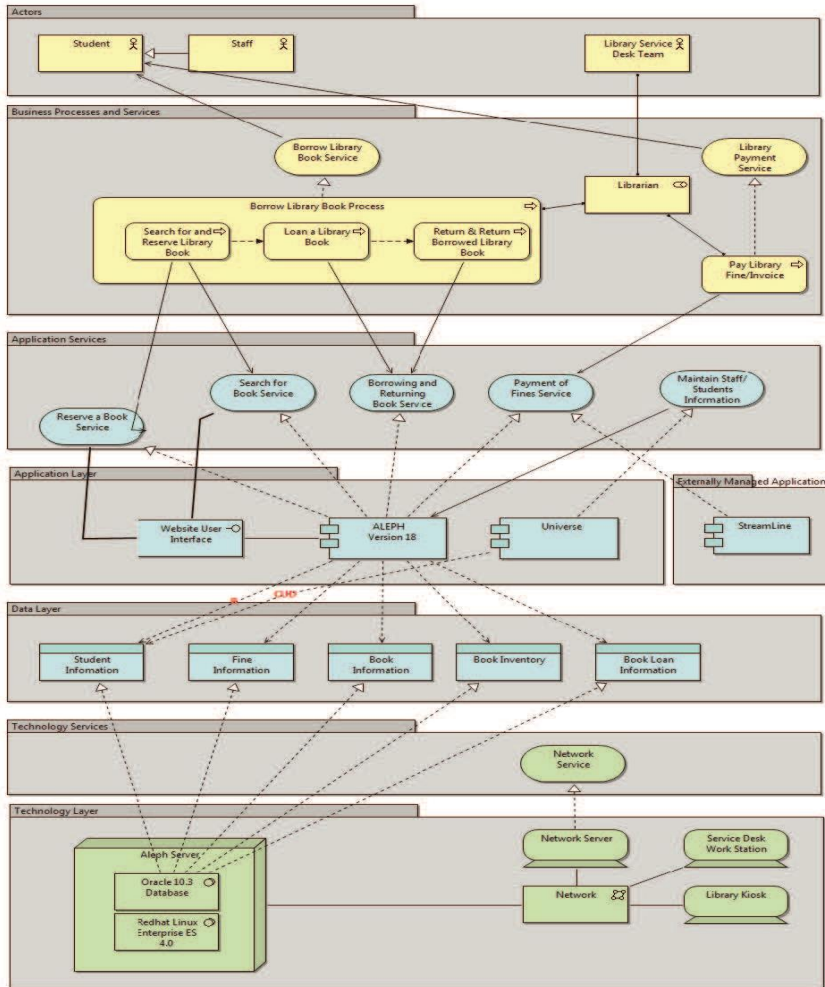 Actors
Student
Staff
Library Service
Desk Team
Business Processes and Services
Borrow Library
Book Service
Library
Payment
Service
Librarian
Borrow Library Book Process
Search for and
Reserve Library
Book
Loan a Library
Book
Return & Return
Borrowed Library
Book
Pay Library
Fine/Invoice
Application Services
Search for
Book Service
Borrowing and
Returning
Book Service
Payment of
Fines Service
Maintain Staff/
Students
Information
Reserve a Book
Service
Application Layer
Externally Managed Application
Website User
Interface
ALEPH
Version 18
Universe
StreamLine
R
CRUD
Data Layer
Student
Infomation
Fine
Information
Book
Information
Book Inventory
Book Loan
Information
Technology Services
Network
Service
Technology Layer
Aleph Server
Oracle 10.3
Database
Redhat Linux
Enterprise ES
4.0
Network Server
Service Desk
Work Station
Network
Library Kiosk